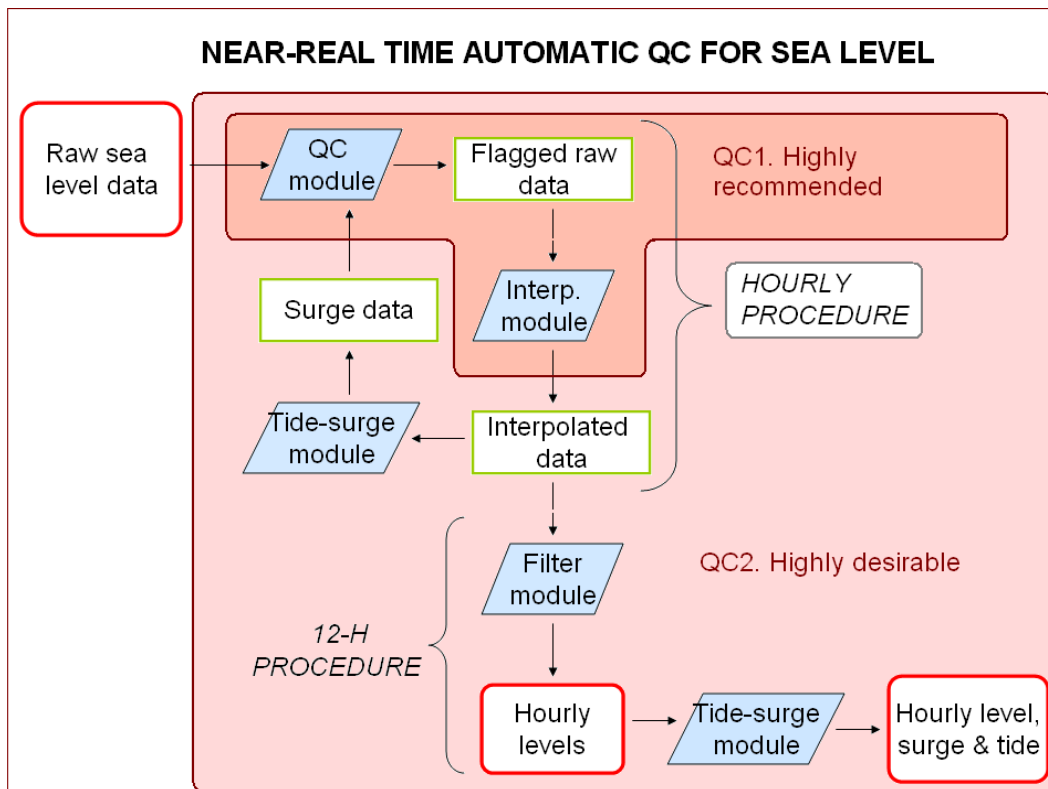 NEAR-REAL TIME AUTOMATIC QC FOR SEA LEVEL
Raw sea
level data
QC
module
Flagged raw
data
QC1. Highly
recommended
Surge data
Interp.
module
HOURLY
PROCEDURE
Tide-surge
module
Interpolated
data
Filter
module
QC2. Highly desirable
12-H
PROCEDURE
Hourly
levels
Tide-surge
module
Hourly level,
surge & tide